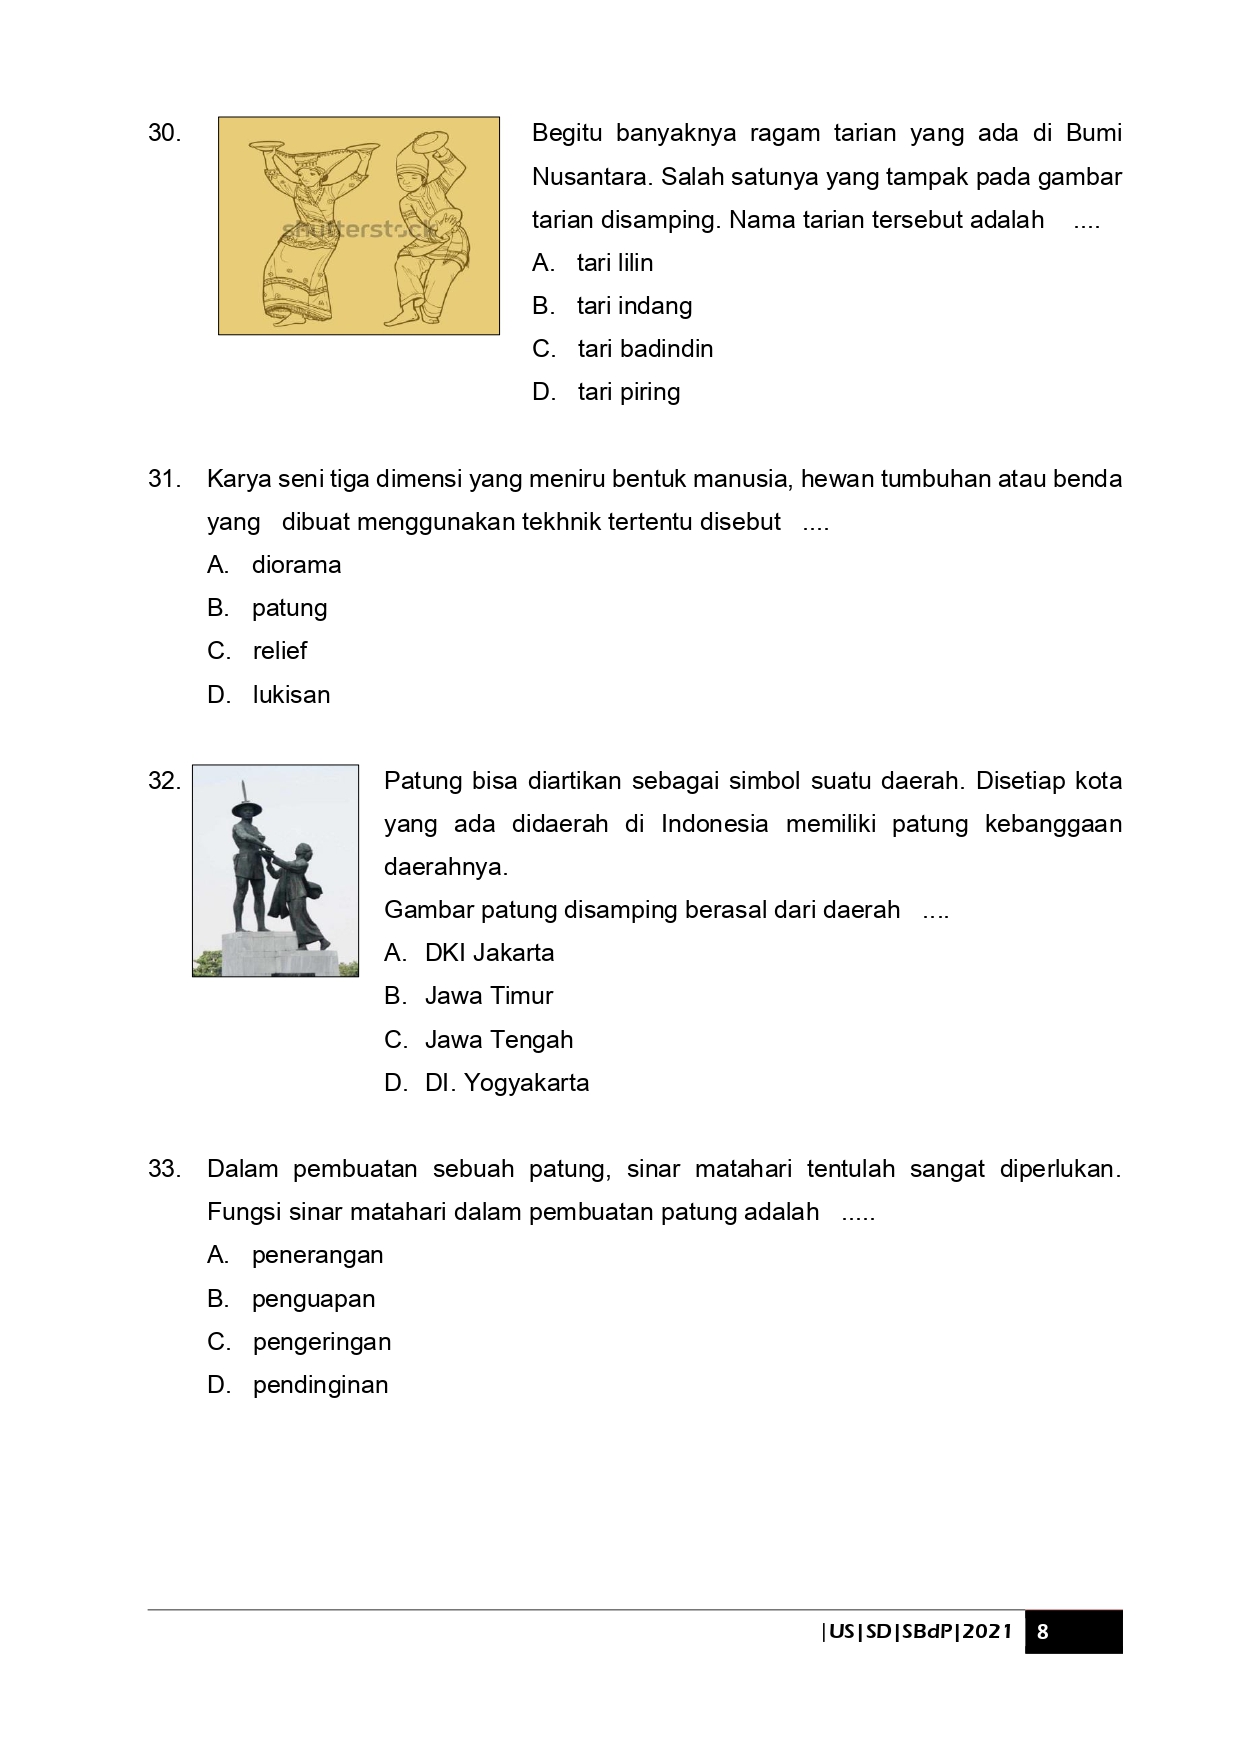 30.
shutterstock
Begitu banyaknya ragam tarian yang ada di Bumi
Nusantara. Salah satunya yang tampak pada gambar
tarian disamping. Nama tarian tersebut adalah ....
A. tari lilin
B. tari indang
C. tari badindin
D. tari piring
31. Karya seni tiga dimensi yang meniru bentuk manusia, hewan tumbuhan atau benda
yang dibuat menggunakan tekhnik tertentu disebut ....
A. diorama
B. patung
C. relief
D. lukisan
32. Patung bisa diartikan sebagai simbol suatu daerah. Disetiap kota
yang ada didaerah di Indonesia memiliki patung kebanggaan
daerahnya.
Gambar patung disamping berasal dari daerah ....
A. DKI Jakarta
B. Jawa Timur
C. Jawa Tengah
D. DI. Yogyakarta
33. Dalam pembuatan sebuah patung, sinar matahari tentulah sangat diperlukan.
Fungsi sinar matahari dalam pembuatan patung adalah .....
A. penerangan
B. penguapan
C. pengeringan
D. pendinginan
|US|SD|SBdP|2021 8